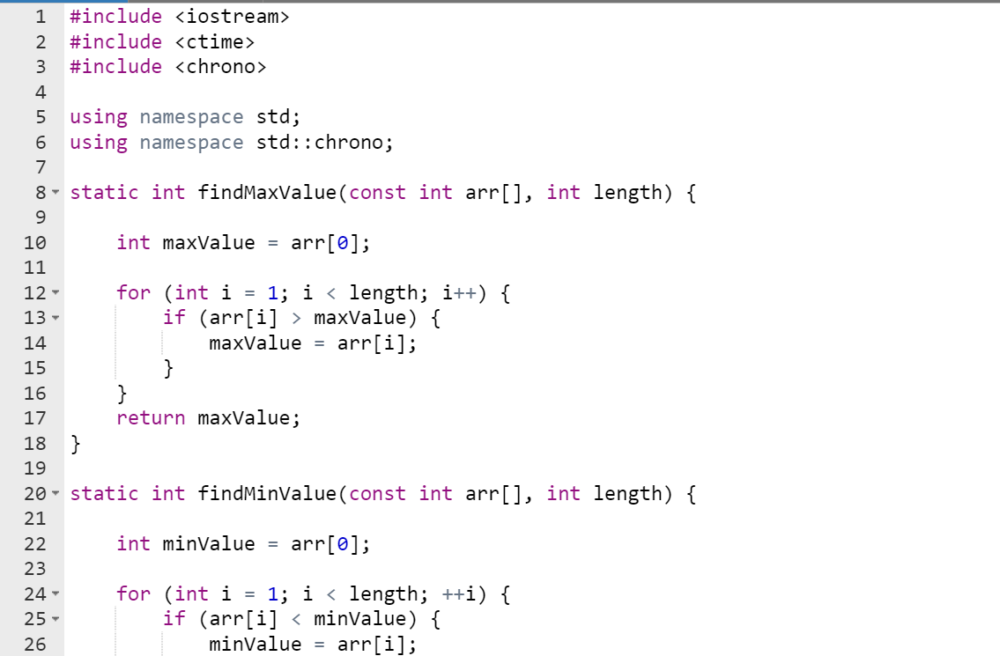 1 #include <iostream>
2 #include <ctime>
3 #include <chrono>
4
5 using namespace std;
6 using namespace std::chrono;
7
8 static int findMaxValue(const int arr[], int length) {
9
10     int maxValue = arr[0];
11
12     for (int i = 1; i < length; i++) {
13         if (arr[i] > maxValue) {
14             maxValue = arr[i];
15         }
16     }
17     return maxValue;
18 }
19
20 static int findMinValue(const int arr[], int length) {
21
22     int minValue = arr[0];
23
24     for (int i = 1; i < length; ++i) {
25         if (arr[i] < minValue) {
26             minValue = arr[i];